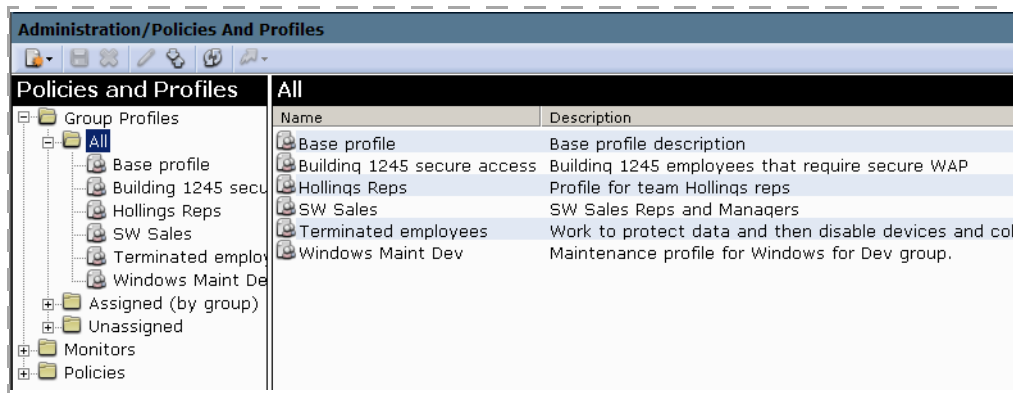 Administration/Policies And Profiles
Policies and Profiles
Group Profiles
All
Base profile
Building 1245 secu
Hollings Reps
SW Sales
Terminated employ
Windows Maint De
Assigned (by group)
Unassigned
Monitors
Policies
All
Name Description
Base profile Base profile description
Building 1245 secure access Building 1245 employees that require secure WAP
Hollings Reps Profile for team Hollings reps
SW Sales SW Sales Reps and Managers
Terminated employees Work to protect data and then disable devices and col
Windows Maint Dev Maintenance profile for Windows for Dev group.